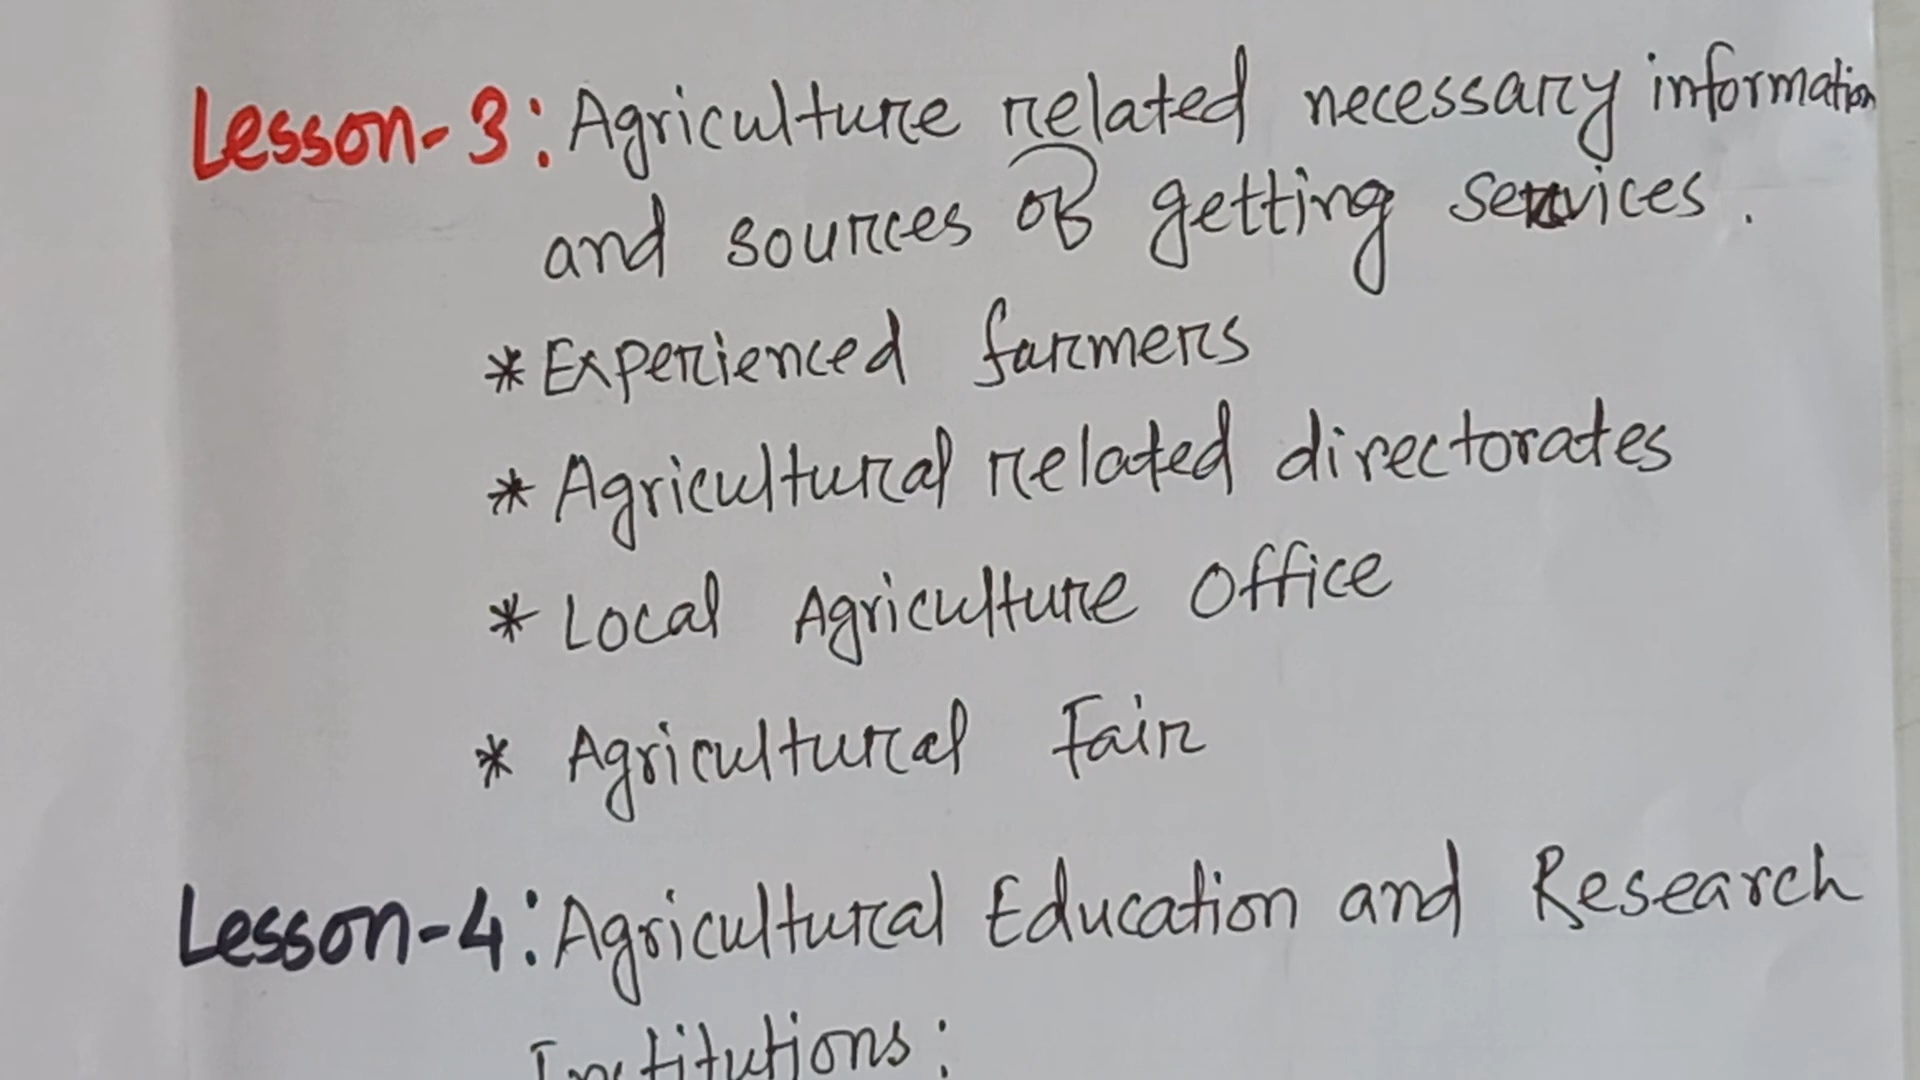 Lesson-3: Agriculture related necessary information
and sources of getting services.
* Experienced farmers
* Agricultural related directorates
* Local Agriculture Office
* Agricultural Fair
Lesson-4: Agricultural Education and Research
Institutions: